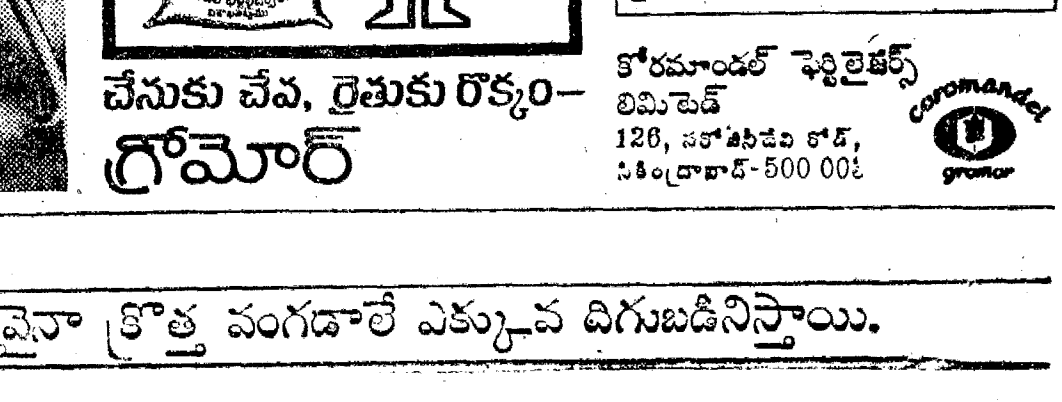 చేనుకు చేవ, రైతుకు రొక్కం–
గ్రోమోర్
కోరమాండల్ ఫెర్టిలైజర్స్
లిమిటెడ్
126, సరోజినీదేవి రోడ్,
సికింద్రాబాద్-500 003
coromandel
gromor
వైనా క్రొత్త వంగడాలే ఎక్కువ దిగుబడినిస్తాయి.